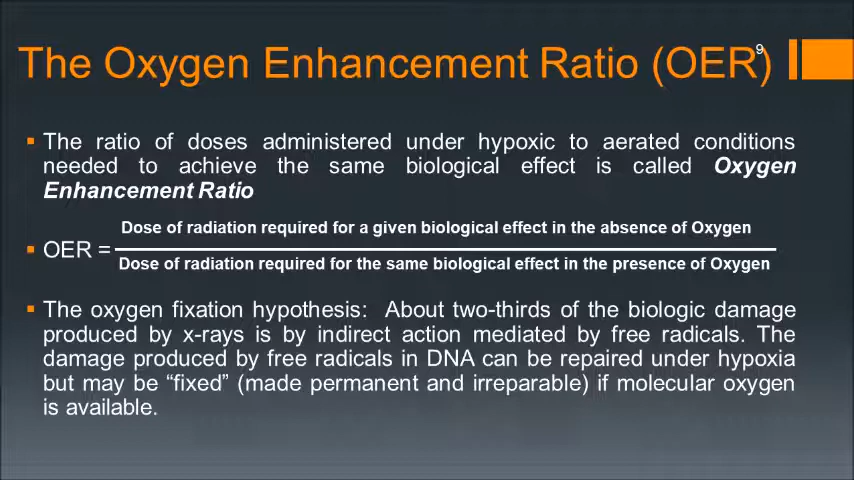 The Oxygen Enhancement Ratio (OER)
9
▪ The ratio of doses administered under hypoxic to aerated conditions
needed to achieve the same biological effect is called Oxygen
Enhancement Ratio
Dose of radiation required for a given biological effect in the absence of Oxygen
▪ OER =
Dose of radiation required for the same biological effect in the presence of Oxygen
▪ The oxygen fixation hypothesis: About two-thirds of the biologic damage
produced by x-rays is by indirect action mediated by free radicals. The
damage produced by free radicals in DNA can be repaired under hypoxia
but may be “fixed” (made permanent and irreparable) if molecular oxygen
is available.